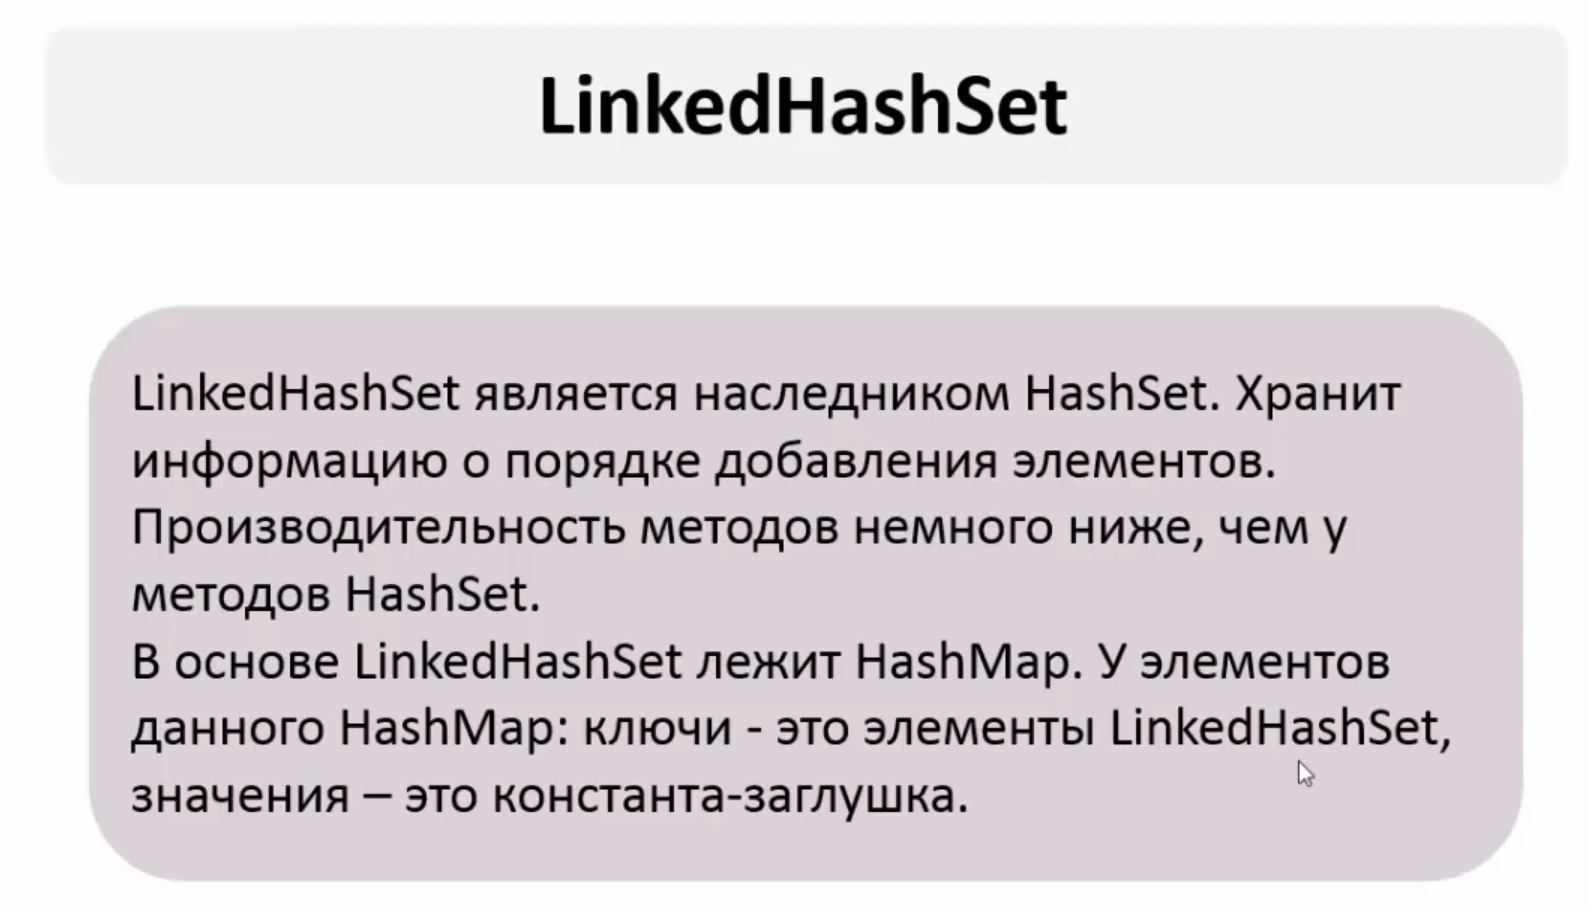 LinkedHashSet
LinkedHashSet является наследником HashSet. Хранит
информацию о порядке добавления элементов.
Производительность методов немного ниже, чем у
методов HashSet.
В основе LinkedHashSet лежит HashMap. У элементов
данного HashMap: ключи - это элементы LinkedHashSet,
значения – это константа-заглушка.